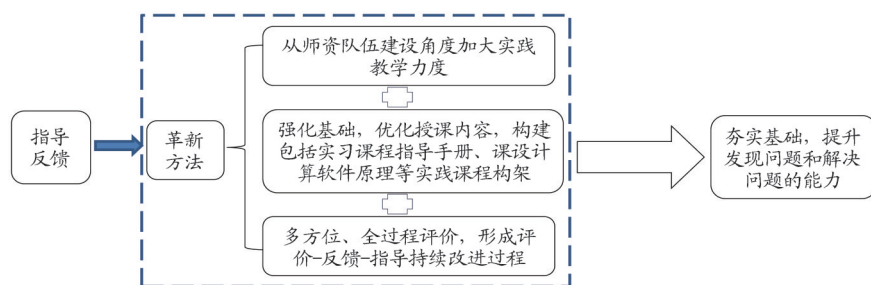 指导
反馈
革新
方法
从师资队伍建设角度加大实践
教学力度
强化基础，优化授课内容，构建
包括实习课程指导手册、课设计
算软件原理等实践课程构架
多方位、全过程评价，形成评
价–反馈–指导持续改进过程
夯实基础，提升
发现问题和解决
问题的能力